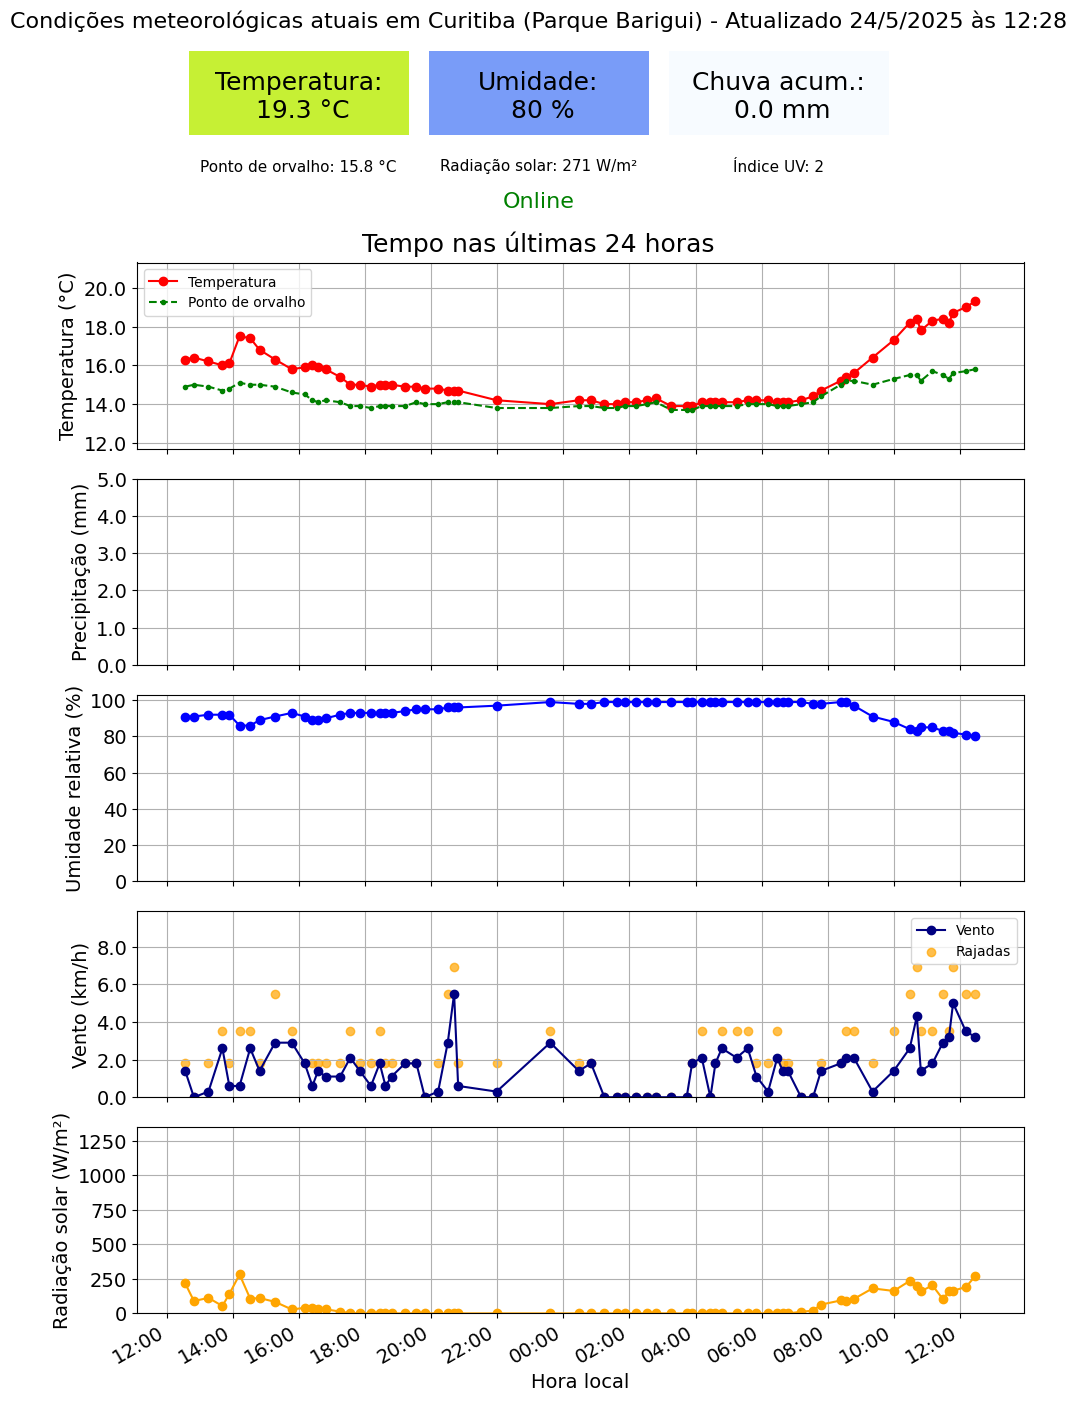 Condições meteorológicas atuais em Curitiba (Parque Barigui) - Atualizado 24/5/2025 às 12:28
Temperatura:
19.3 °C
Umidade:
80 %
Chuva acum.:
0.0 mm
Ponto de orvalho: 15.8 °C
Radiação solar: 271 W/m²
Índice UV: 2
Online
Tempo nas últimas 24 horas
Temperatura (°C)
20.0
18.0
16.0
14.0
12.0
Temperatura
Ponto de orvalho
Precipitação (mm)
5.0
4.0
3.0
2.0
1.0
0.0
Umidade relativa (%)
100
80
60
40
20
0
Vento (km/h)
8.0
6.0
4.0
2.0
0.0
Vento
Rajadas
Radiação solar (W/m²)
1250
1000
750
500
250
0
12:00
14:00
16:00
18:00
20:00
22:00
00:00
02:00
04:00
06:00
08:00
10:00
12:00
Hora local